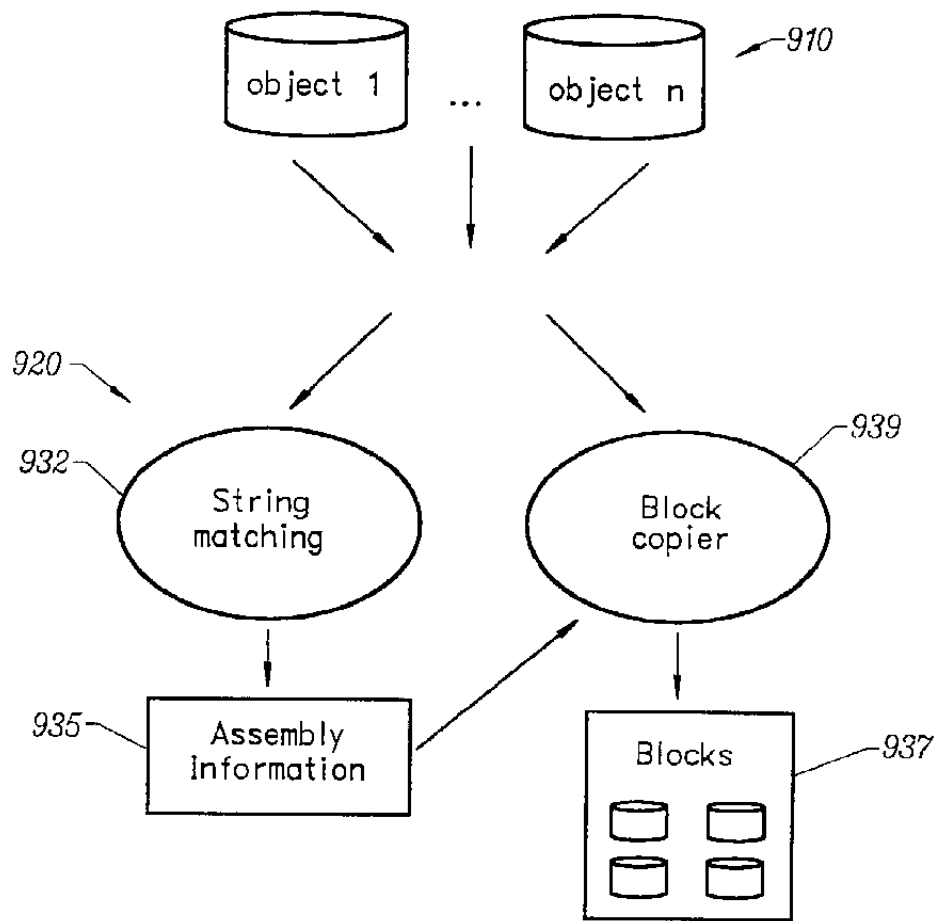 910
object 1
...
object n
920
932
939
String
matching
Block
copier
935
Assembly
Information
Blocks
937